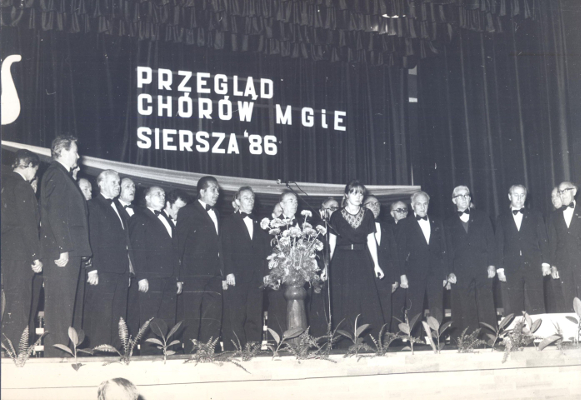 PRZEGLĄD
CHÓRÓW MGiE
SIERSZA '86